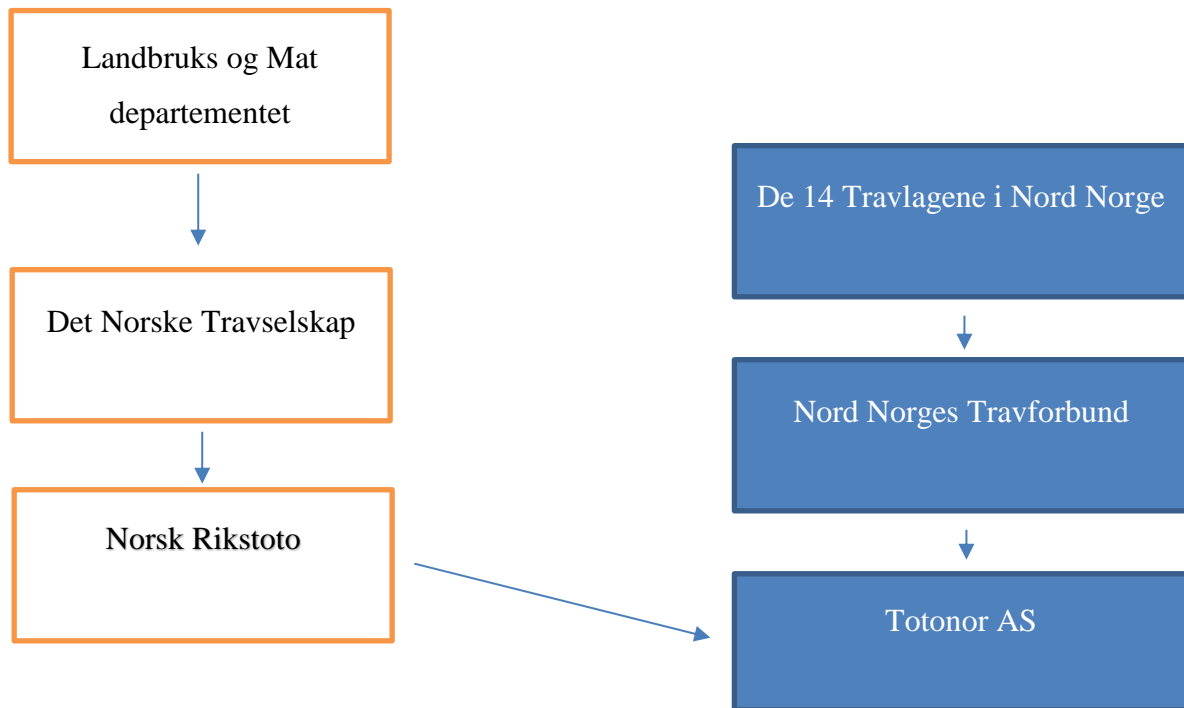 Landbruks og Mat
departementet
Det Norske Travselskap
Norsk Rikstoto
De 14 Travlagene i Nord Norge
Nord Norges Travforbund
Totonor AS